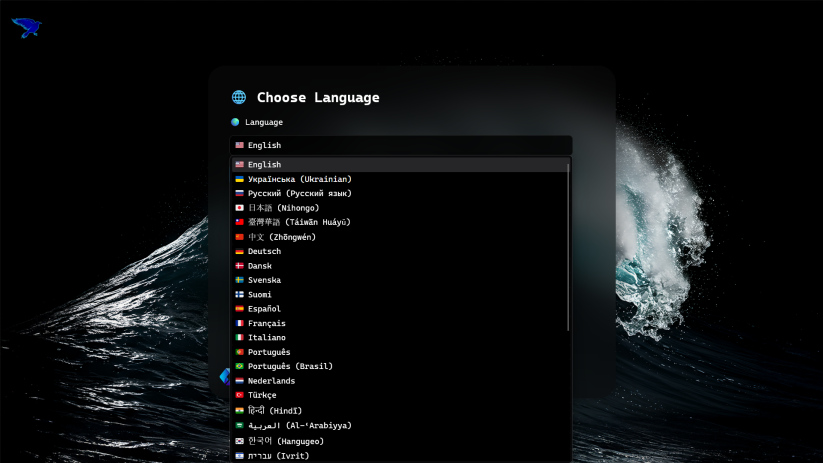 Choose Language
Language
English
English
Українська (Ukrainian)
Русский (Русский язык)
日本語 (Nihongo)
臺灣華語 (Táiwān Huáyǔ)
中文 (Zhōngwén)
Deutsch
Dansk
Svenska
Suomi
Español
Français
Italiano
Português
Português (Brasil)
Nederlands
Türkçe
हिन्दी (Hindī)
العربية (Al-ʿArabiyya)
한국어 (Hangugeo)
עברית (Ivrit)